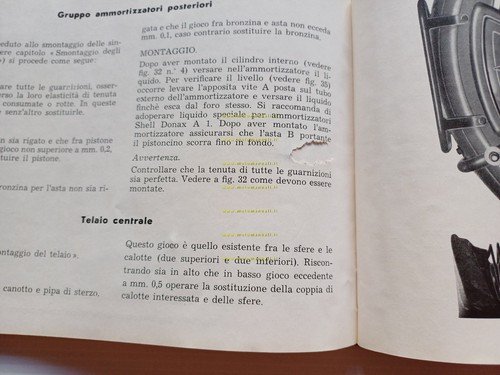 Gruppo ammortizzatori posteriori
eduto allo smontaggio delle sin-
ere capitolo «Smontaggio degli
») si procede come segue:
are tutte le guarnizioni, osser-
erso la loro elasticità di tenuta
consumate o rotte. In queste
senz'altro sostituirle.
sia rigato e che fra pistone
gioco non superiore a mm. 0,2,
ituire il pistone.
bronzina per l'asta non sia ri-
gata e che il gioco fra bronzina e asta non ecceda
mm. 0,1, caso contrario sostituire la bronzina.
MONTAGGIO.
Dopo aver montato il cilindro interno (vedere
fig. 32 n.° 4) versare nell'ammortizzatore il li-
quido. Per verificare il livello (vedere fig. 35)
occorre levare l'apposita vite A posta sul tubo
esterno dell'ammortizzatore e versare il liquido
finchè esca dal foro stesso. Si raccomanda di
adoperare liquido speciale per ammortizzatori
Shell Donax A 1. Dopo aver montato l'am-
mortizzatore assicurarsi che l'asta B portante
il pistoncino scorra fino in fondo.
Avvertenza.
Controllare che la tenuta di tutte le guarnizioni
sia perfetta. Vedere a fig. 32 come devono essere
montate.
Telaio centrale
ontaggio del telaio».
canotto e pipa di sterzo.
Questo gioco è quello esistente fra le sfere e le
calotte (due superiori e due inferiori). Riscon-
trando sia in alto che in basso gioco eccedente
a mm. 0,5 operare la sostituzione della coppia di
calotte interessata e delle sfere.